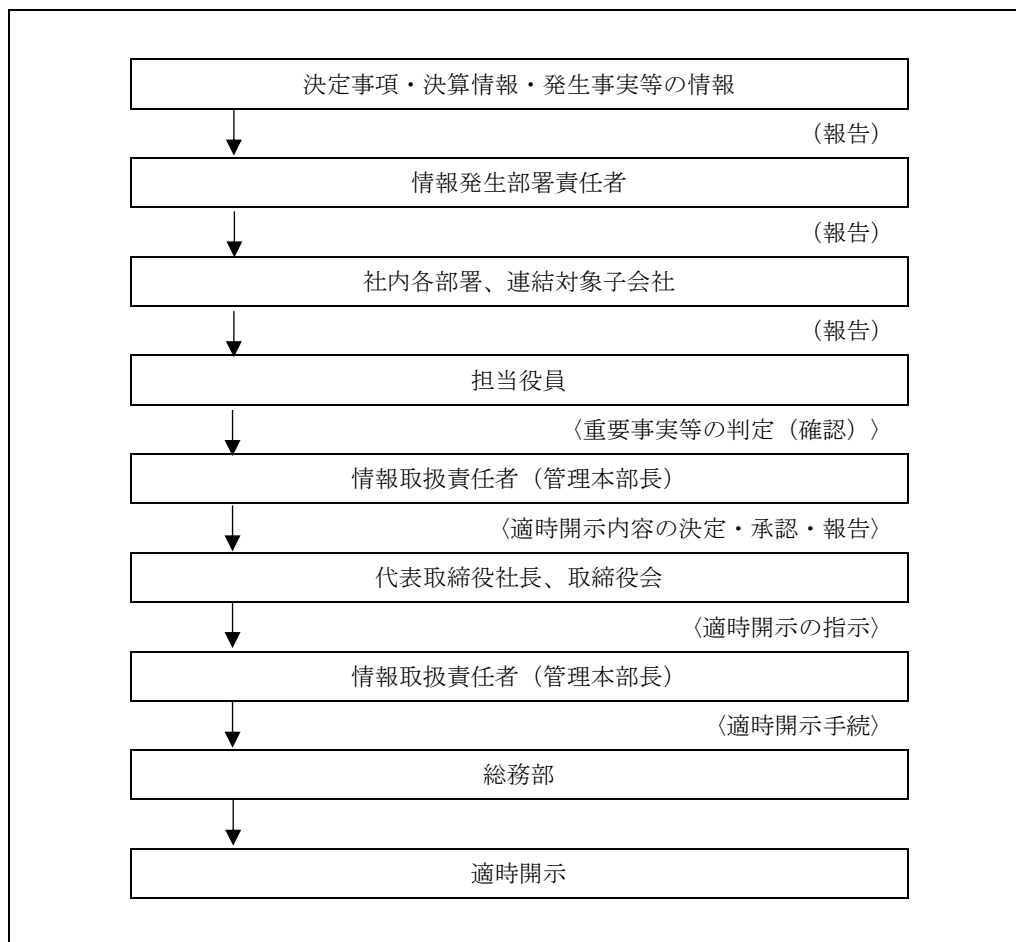 決定事項・決算情報・発生事実等の情報
（報告）
情報発生部署責任者
（報告）
社内各部署、連結対象子会社
（報告）
担当役員
〈重要事実等の判定（確認）〉
情報取扱責任者（管理本部長）
〈適時開示内容の決定・承認・報告〉
代表取締役社長、取締役会
〈適時開示の指示〉
情報取扱責任者（管理本部長）
〈適時開示手続〉
総務部
適時開示